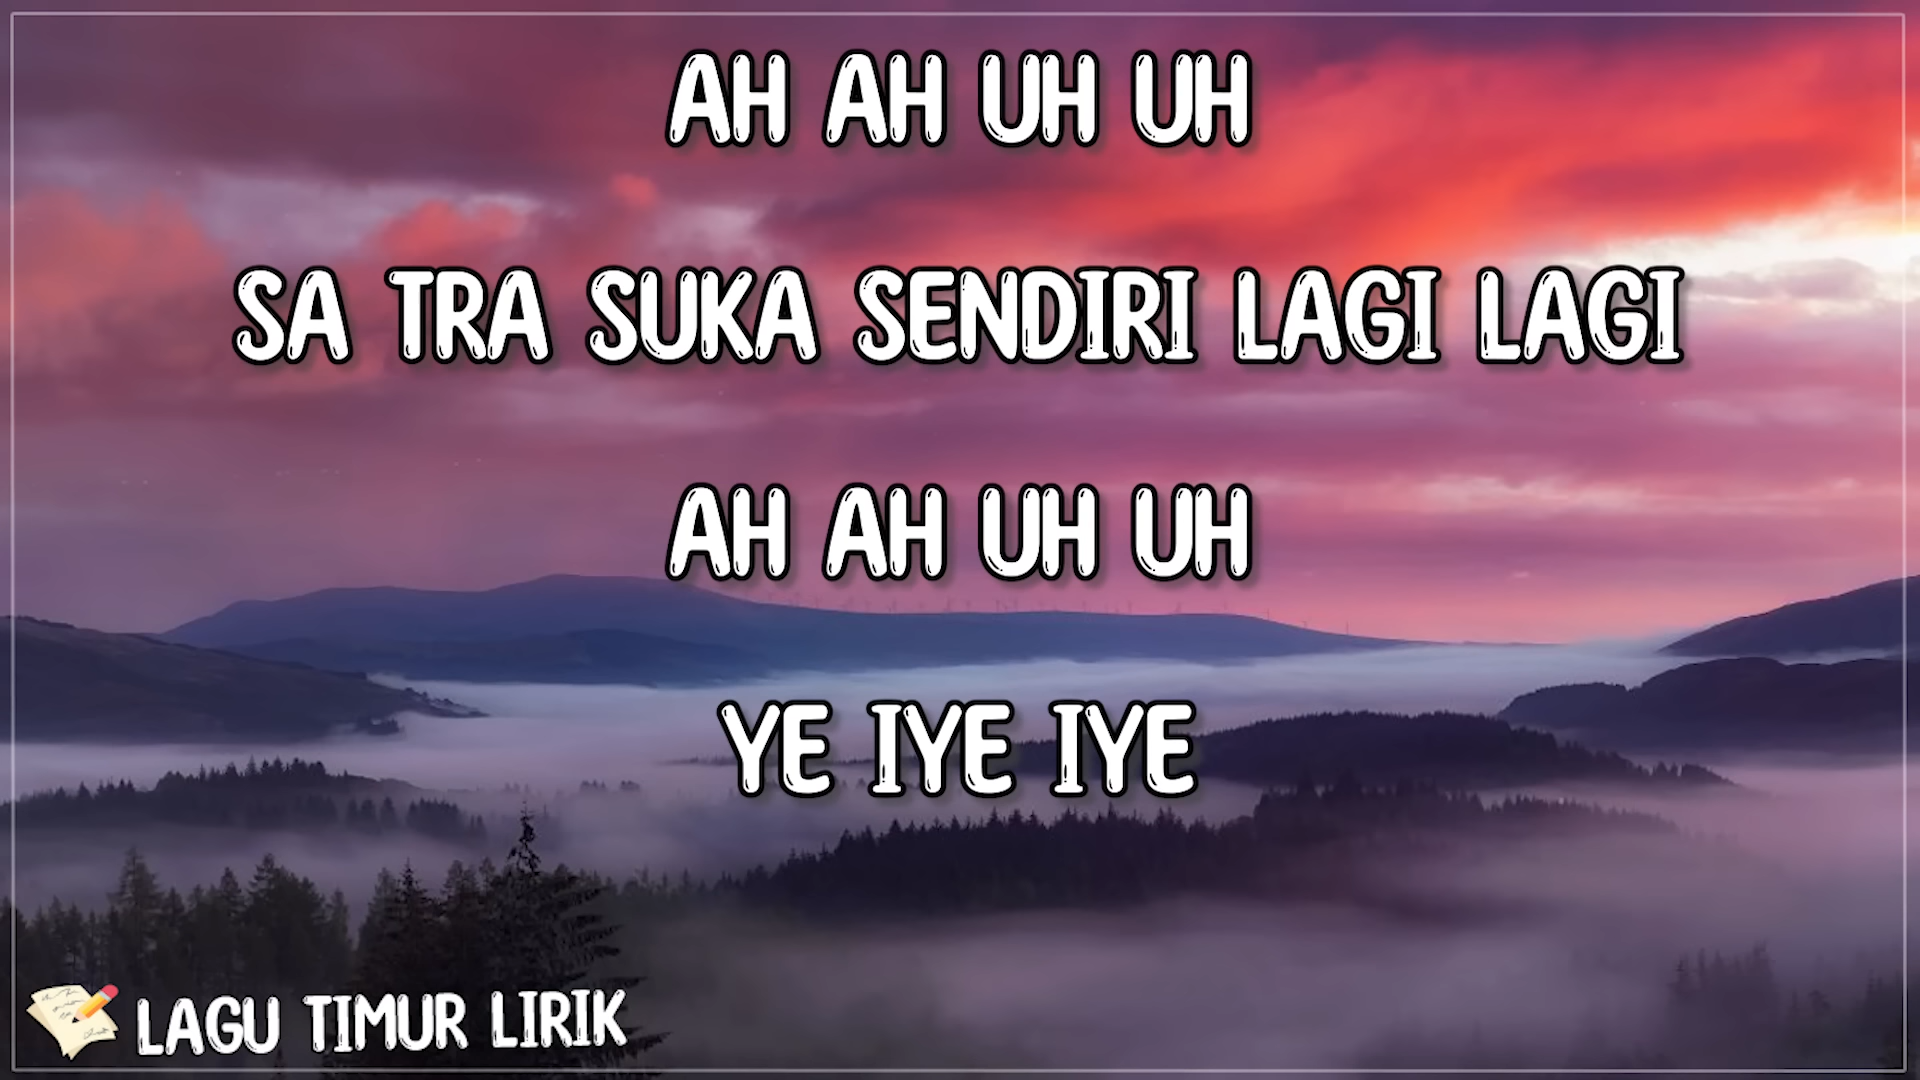 AH AH UH UH
SA TRA SUKA SENDIRI LAGI LAGI
AH AH UH UH
YE IYE IYE
LAGU TIMUR LIRIK